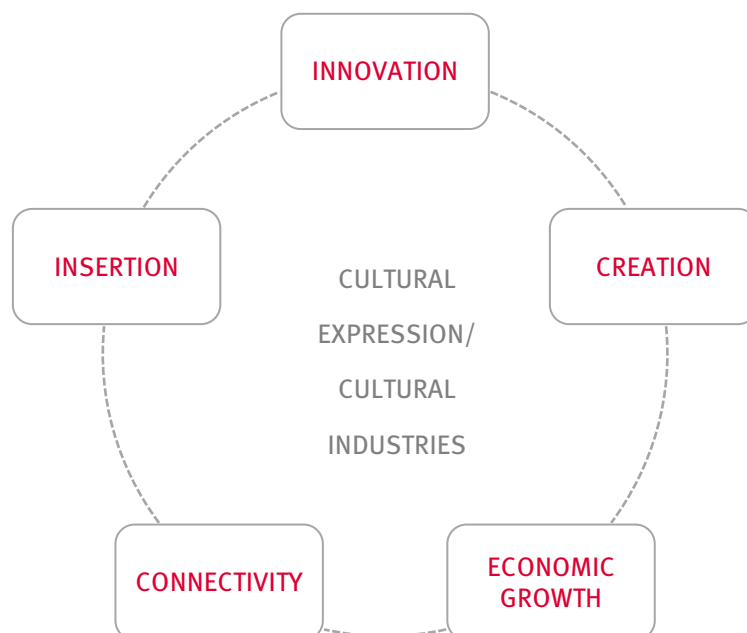 INNOVATION
INSERTION
CREATION
CULTURAL
EXPRESSION/
CULTURAL
INDUSTRIES
CONNECTIVITY
ECONOMIC
GROWTH